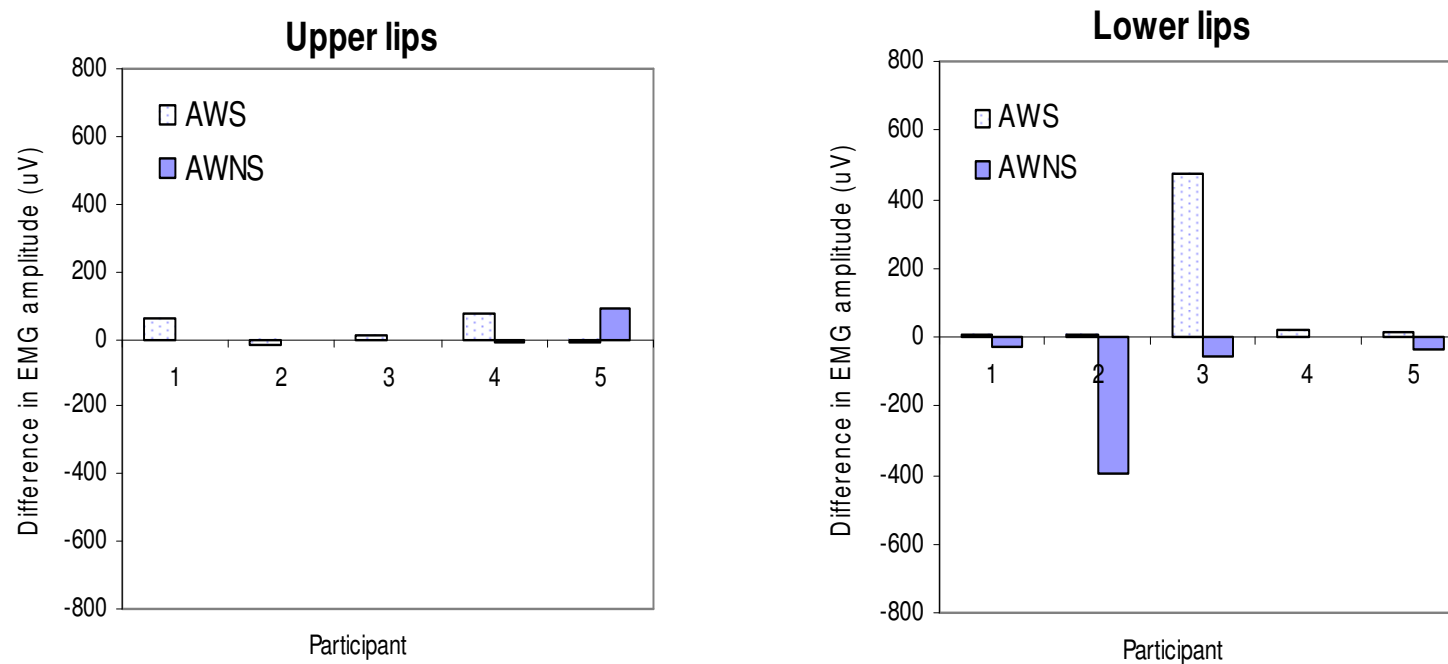 Upper lips
800
600
400
200
0
-200
-400
-600
-800
Difference in EMG amplitude (uV)
AWS
AWNS
1 2 3 4 5
Participant
Lower lips
800
600
400
200
0
-200
-400
-600
-800
Difference in EMG amplitude (uV)
AWS
AWNS
1 2 3 4 5
Participant